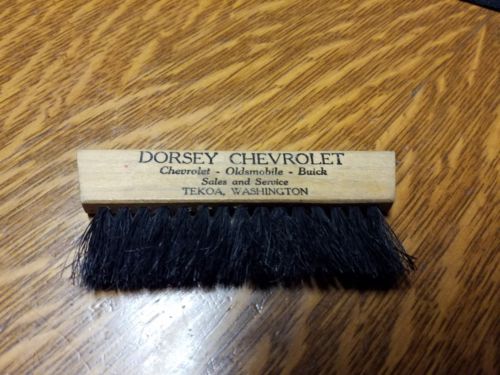 DORSEY CHEVROLET
Chevrolet - Oldsmobile - Buick
Sales and Service
TEKOA, WASHINGTON